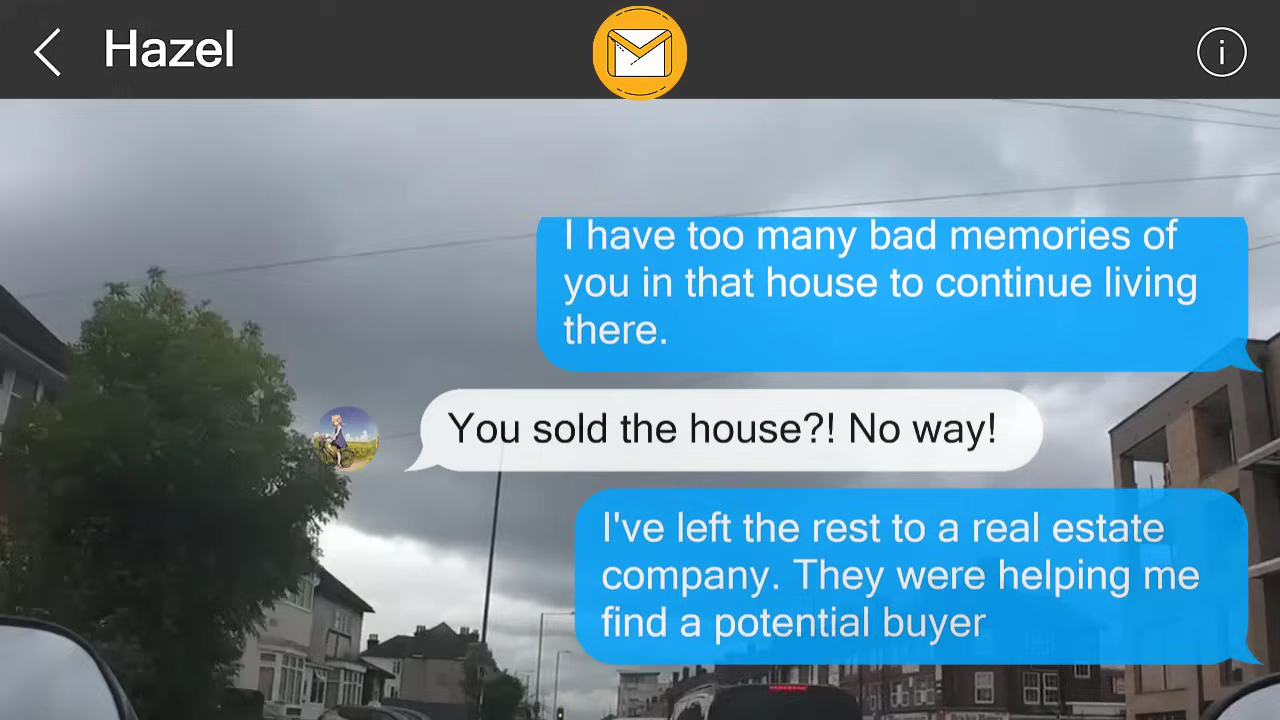 Hazel
i
I have too many bad memories of
you in that house to continue living
there.
You sold the house?! No way!
I've left the rest to a real estate
company. They were helping me
find a potential buyer